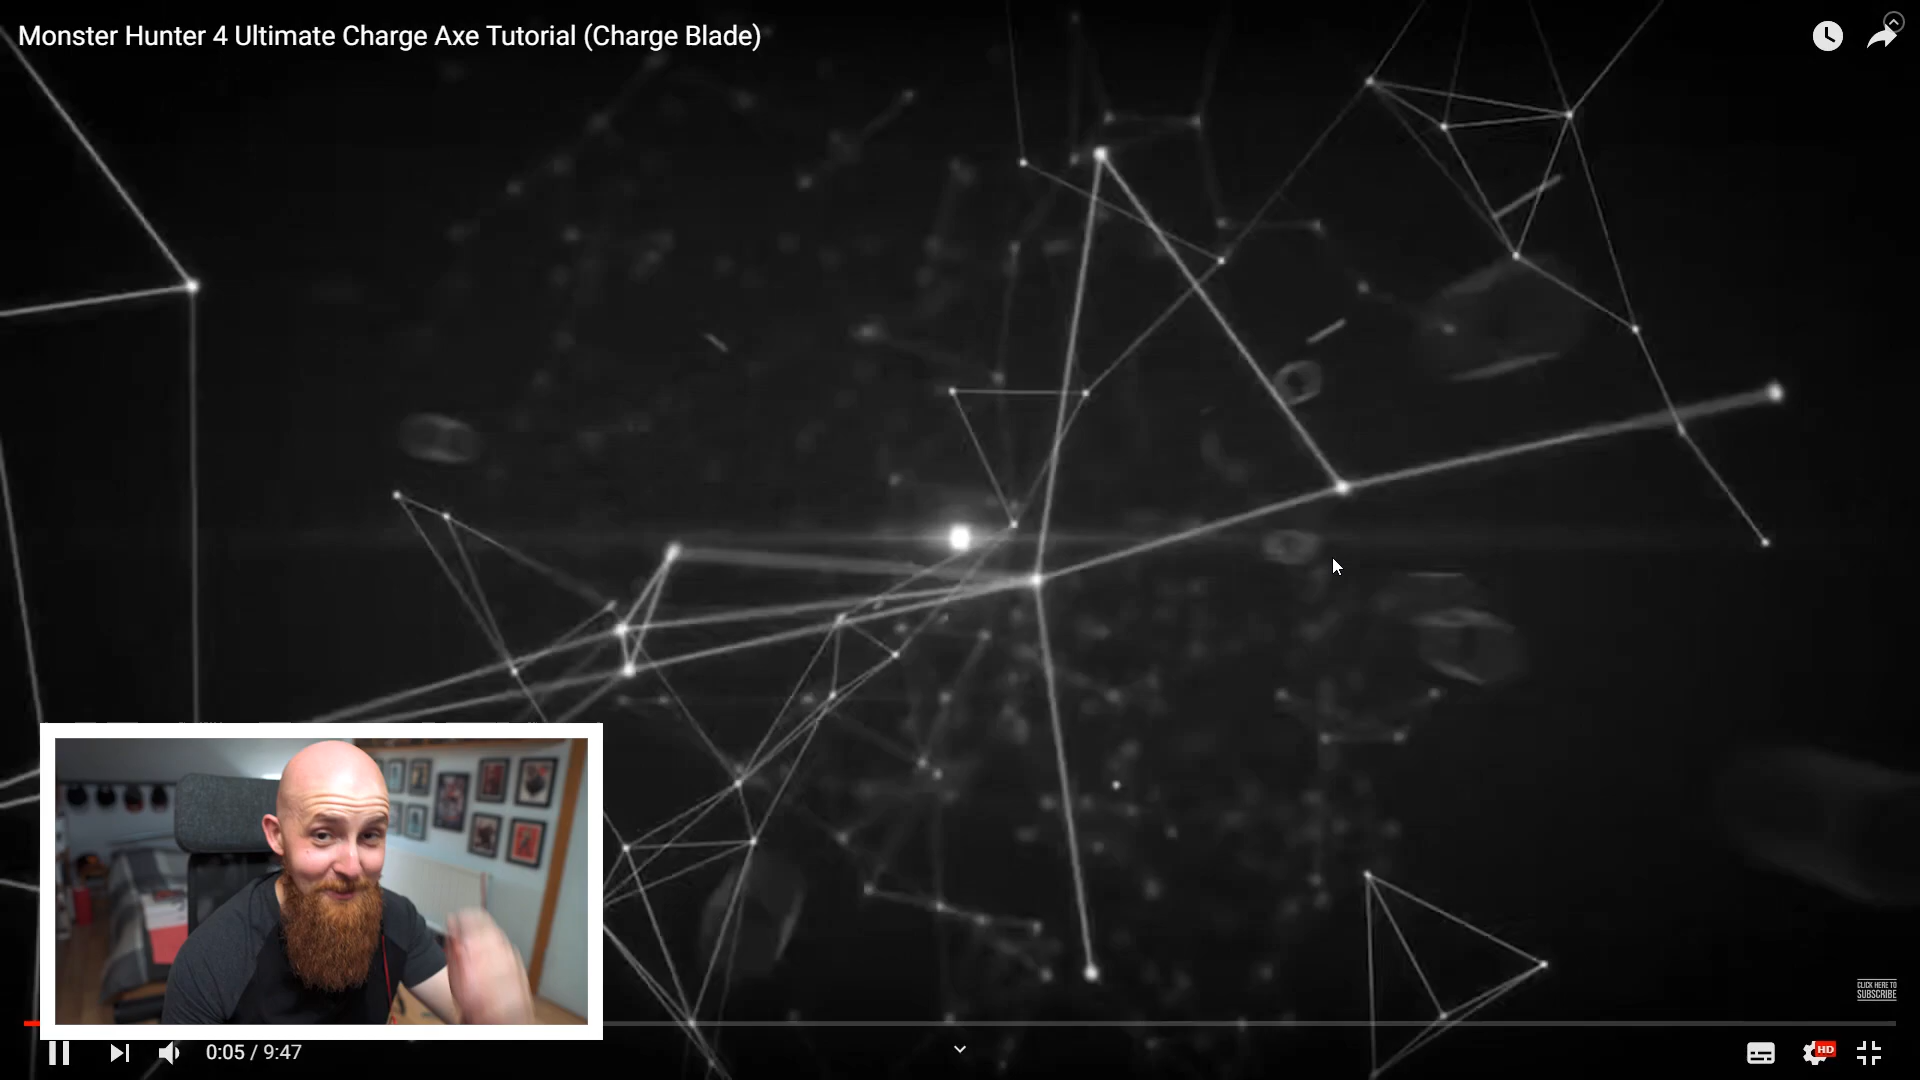 Monster Hunter 4 Ultimate Charge Axe Tutorial (Charge Blade)
CLICK HERE TO
SUBSCRIBE
0:05 / 9:47
HD